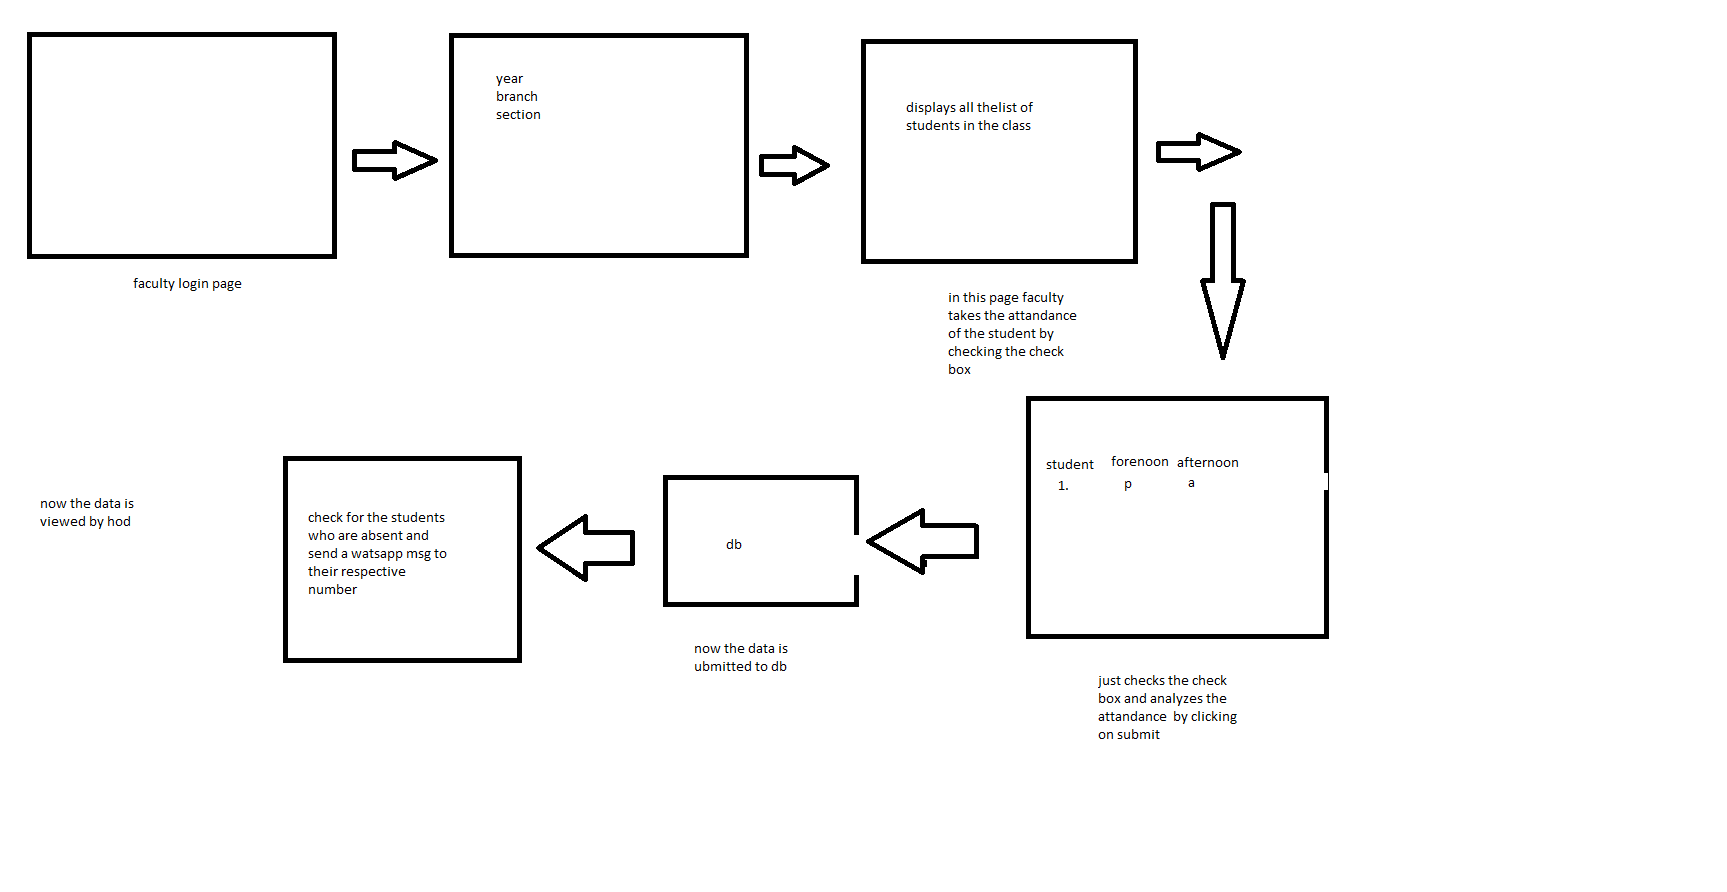 year
branch
section
displays all thelist of
students in the class
faculty login page
in this page faculty
takes the attandance
of the student by
checking the check
box
student forenoon afternoon
1. p a
just checks the check
box and analyzes the
attandance by clicking
on submit
db
now the data is
ubmitted to db
check for the students
who are absent and
send a watsapp msg to
their respective
number
now the data is
viewed by hod